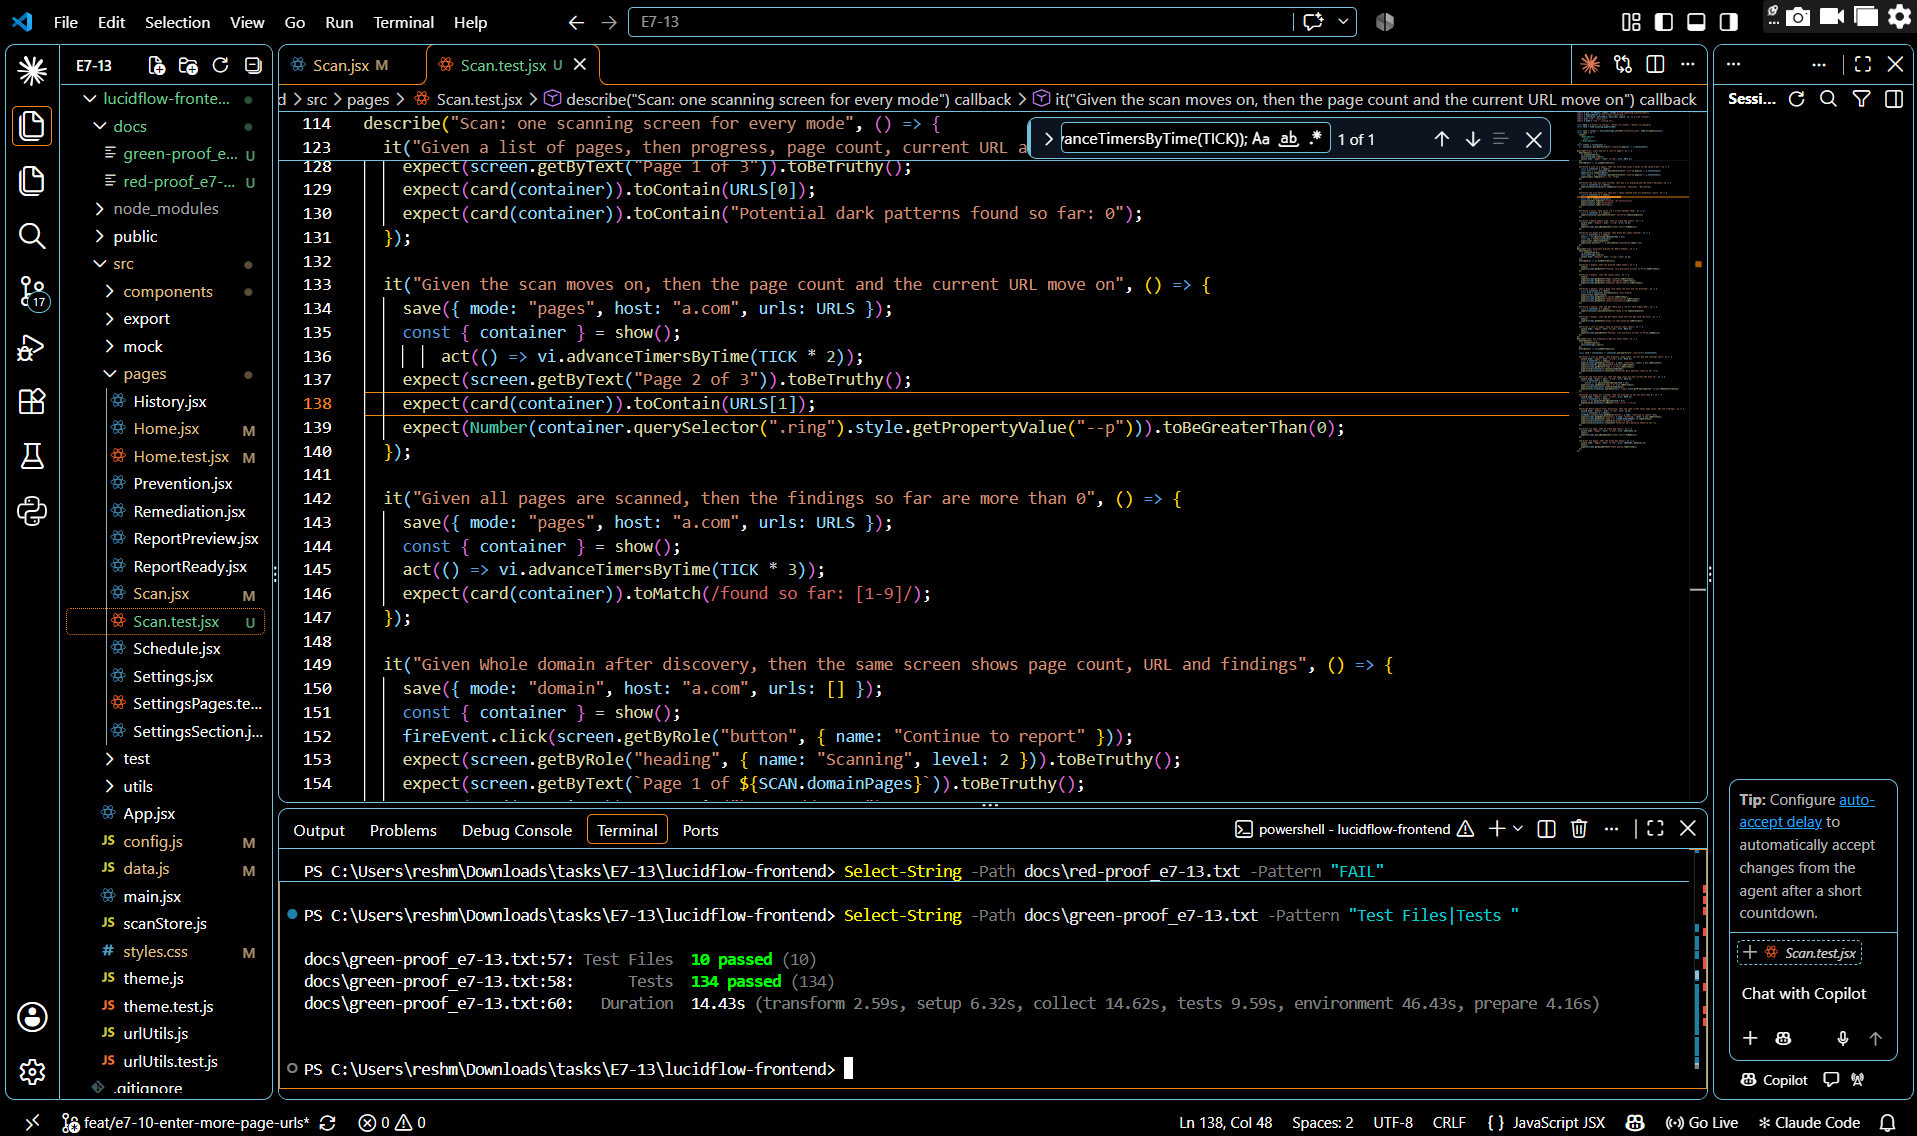 File Edit Selection View Go Run Terminal Help
E7-13
E7-13
lucidflow-fronte...
docs
green-proof_e... U
red-proof_e7-... U
node_modules
public
src
components
export
mock
pages
History.jsx
Home.jsx M
Home.test.jsx M
Prevention.jsx
Remediation.jsx
ReportPreview.jsx
ReportReady.jsx
Scan.jsx M
Scan.test.jsx U
Schedule.jsx
Settings.jsx
SettingsPages.te...
SettingsSection.j...
test
utils
App.jsx
JS config.js M
JS data.js M
main.jsx
JS scanStore.js
# styles.css M
JS theme.js
JS theme.test.js
JS urlUtils.js
JS urlUtils.test.js
.gitignore
17
Scan.jsx M
Scan.test.jsx U
d > src > pages > Scan.test.jsx > describe("Scan: one scanning screen for every mode") callback > it("Given the scan moves on, then the page count and the current URL move on") callback
vanceTimersByTime(TICK)); Aa ab .* 1 of 1
114 describe("Scan: one scanning screen for every mode", () => {
123 it("Given a list of pages, then progress, page count, current URL a
128 expect(screen.getByText("Page 1 of 3")).toBeTruthy();
129 expect(card(container)).toContain(URLS[0]);
130 expect(card(container)).toContain("Potential dark patterns found so far: 0");
131 });
132
133 it("Given the scan moves on, then the page count and the current URL move on", () => {
134 save({ mode: "pages", host: "a.com", urls: URLS });
135 const { container } = show();
136 act(() => vi.advanceTimersByTime(TICK * 2));
137 expect(screen.getByText("Page 2 of 3")).toBeTruthy();
138 expect(card(container)).toContain(URLS[1]);
139 expect(Number(container.querySelector(".ring").style.getPropertyValue("--p"))).toBeGreaterThan(0);
140 });
141
142 it("Given all pages are scanned, then the findings so far are more than 0", () => {
143 save({ mode: "pages", host: "a.com", urls: URLS });
144 const { container } = show();
145 act(() => vi.advanceTimersByTime(TICK * 3));
146 expect(card(container)).toMatch(/found so far: [1-9]/);
147 });
148
149 it("Given Whole domain after discovery, then the same screen shows page count, URL and findings", () => {
150 save({ mode: "domain", host: "a.com", urls: [] });
151 const { container } = show();
152 fireEvent.click(screen.getByRole("button", { name: "Continue to report" }));
153 expect(screen.getByRole("heading", { name: "Scanning", level: 2 })).toBeTruthy();
154 expect(screen.getByText(`Page 1 of ${SCAN.domainPages}`)).toBeTruthy();
Output Problems Debug Console Terminal Ports
powershell - lucidflow-frontend
PS C:\Users\reshm\Downloads\tasks\E7-13\lucidflow-frontend> Select-String -Path docs\red-proof_e7-13.txt -Pattern "FAIL"
PS C:\Users\reshm\Downloads\tasks\E7-13\lucidflow-frontend> Select-String -Path docs\green-proof_e7-13.txt -Pattern "Test Files|Tests "
docs\green-proof_e7-13.txt:57: Test Files 10 passed (10)
docs\green-proof_e7-13.txt:58: Tests 134 passed (134)
docs\green-proof_e7-13.txt:60: Duration 14.43s (transform 2.59s, setup 6.32s, collect 14.62s, tests 9.59s, environment 46.43s, prepare 4.16s)
PS C:\Users\reshm\Downloads\tasks\E7-13\lucidflow-frontend>
Sessi...
Tip: Configure auto-
accept delay to
automatically accept
changes from the
agent after a short
countdown.
Scan.test.jsx
Chat with Copilot
Copilot
feat/e7-10-enter-more-page-urls* 0 0 Ln 138, Col 48 Spaces: 2 UTF-8 CRLF { } JavaScript JSX Go Live Claude Code